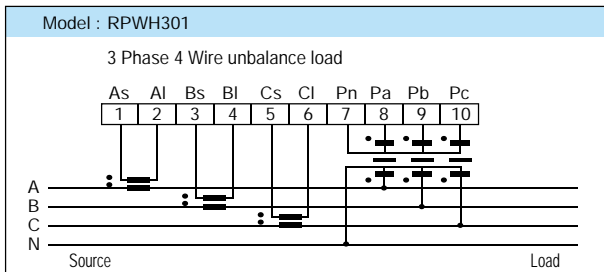 Model : RPWH301
3 Phase 4 Wire unbalance load
As Al Bs Bl Cs Cl Pn Pa Pb Pc
1 2 3 4 5 6 7 8 9 10
A
B
C
N
Source Load